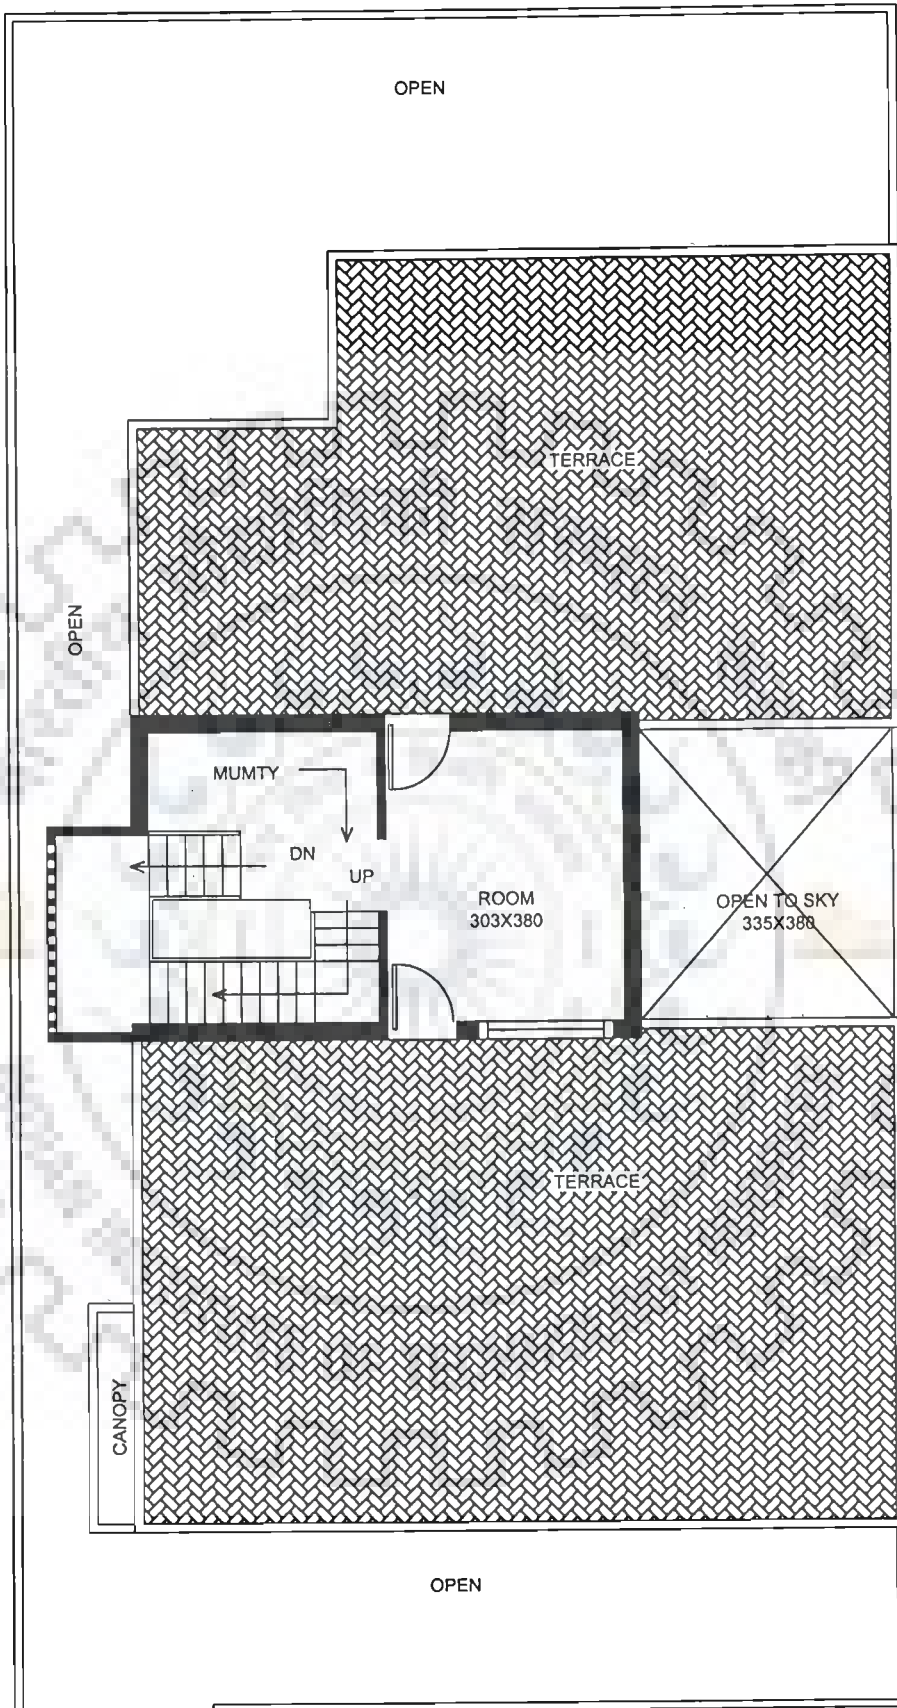 OPEN
TERRACE
OPEN
MUMTY
DN
UP
ROOM
303X380
OPEN TO SKY
335X380
TERRACE
CANOPY
OPEN